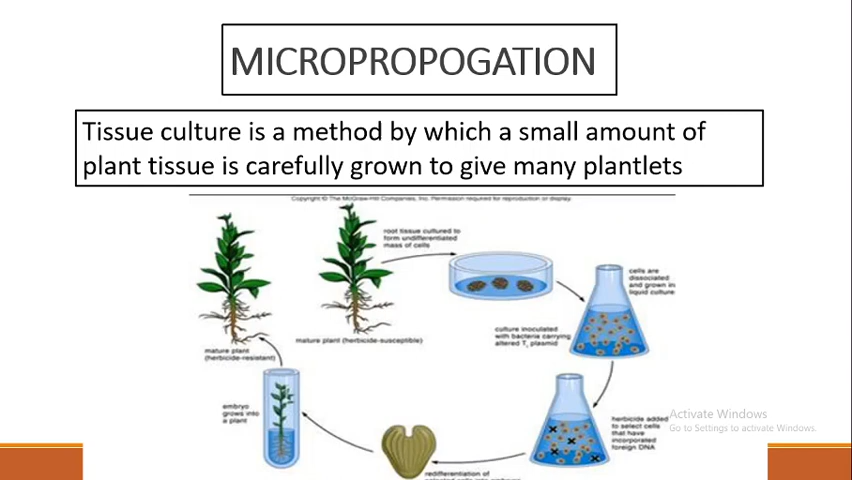 MICROPROPOGATION
Tissue culture is a method by which a small amount of
plant tissue is carefully grown to give many plantlets
Copyright © The McGraw-Hill Companies, Inc. Permission required for reproduction or display.
root tissue cultured to
form undifferentiated
mass of cells
cells are
dissociated
and grown in
liquid culture
culture inoculated
with bacteria carrying
altered Ti plasmid
mature plant (herbicide-susceptible)
mature plant
(herbicide-resistant)
embryo
grows into
a plant
herbicide added
to select cells
that have
incorporated
foreign DNA
redifferentiation of
Activate Windows
Go to Settings to activate Windows.